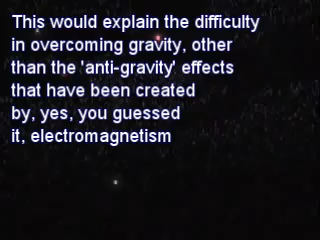 This would explain the difficulty
in overcoming gravity, other
than the 'anti-gravity' effects
that have been created
by, yes, you guessed
it, electromagnetism